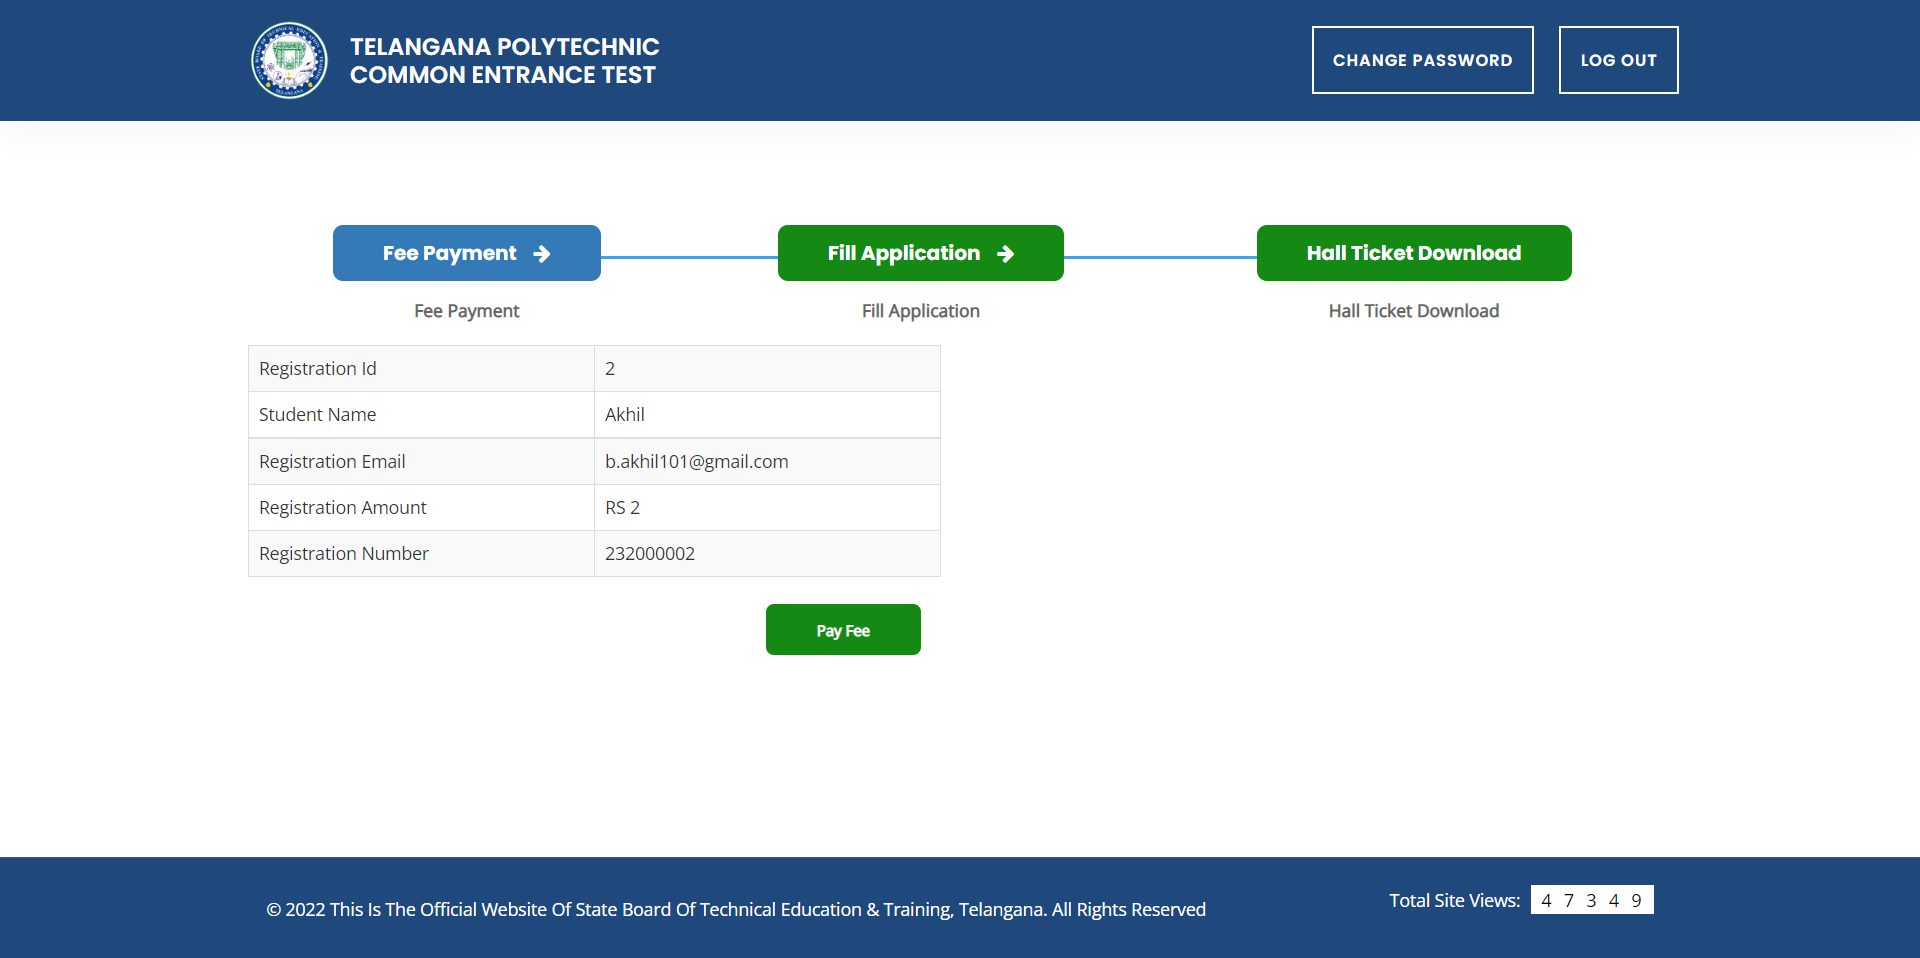 TELANGANA POLYTECHNIC
COMMON ENTRANCE TEST
CHANGE PASSWORD
LOG OUT
Fee Payment
Fill Application
Hall Ticket Download
Fee Payment
Fill Application
Hall Ticket Download
Registration Id 2
Student Name Akhil
Registration Email b.akhil101@gmail.com
Registration Amount RS 2
Registration Number 232000002
Pay Fee
© 2022 This Is The Official Website Of State Board Of Technical Education & Training, Telangana. All Rights Reserved
Total Site Views: 4 7 3 4 9